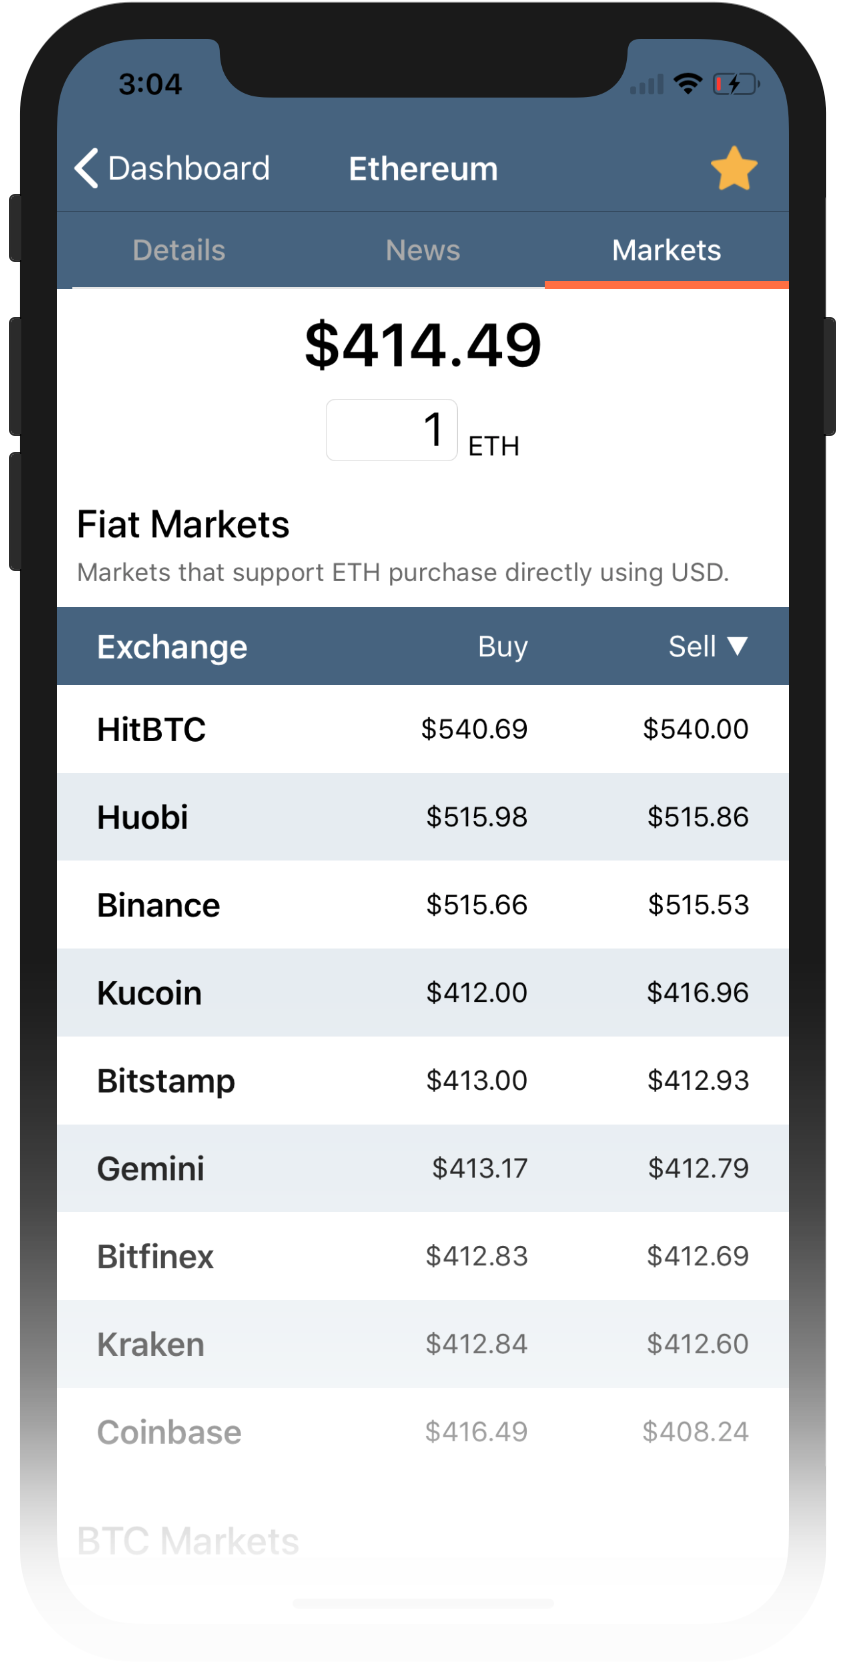 3:04
Dashboard Ethereum
Details News Markets
$414.49
1 ETH
Fiat Markets
Markets that support ETH purchase directly using USD.
Exchange Buy Sell ▼
HitBTC $540.69 $540.00
Huobi $515.98 $515.86
Binance $515.66 $515.53
Kucoin $412.00 $416.96
Bitstamp $413.00 $412.93
Gemini $413.17 $412.79
Bitfinex $412.83 $412.69
Kraken $412.84 $412.60
Coinbase $416.49 $408.24
BTC Markets